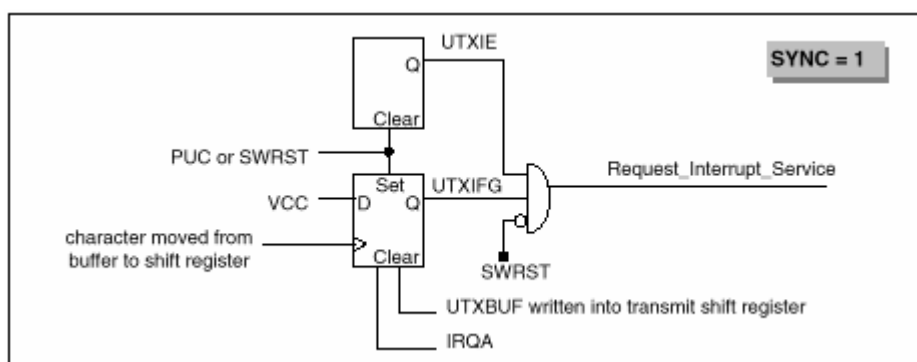 UTXIE
SYNC = 1
Q
Clear
PUC or SWRST
Set
UTXIFG
Request_Interrupt_Service
VCC
D
Q
character moved from
buffer to shift register
Clear
SWRST
UTXBUF written into transmit shift register
IRQA